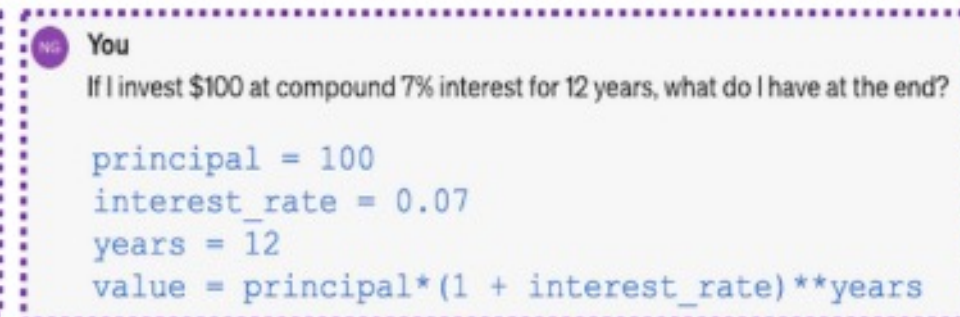 NG
You
If I invest $100 at compound 7% interest for 12 years, what do I have at the end?
principal = 100
interest_rate = 0.07
years = 12
value = principal*(1 + interest_rate)**years